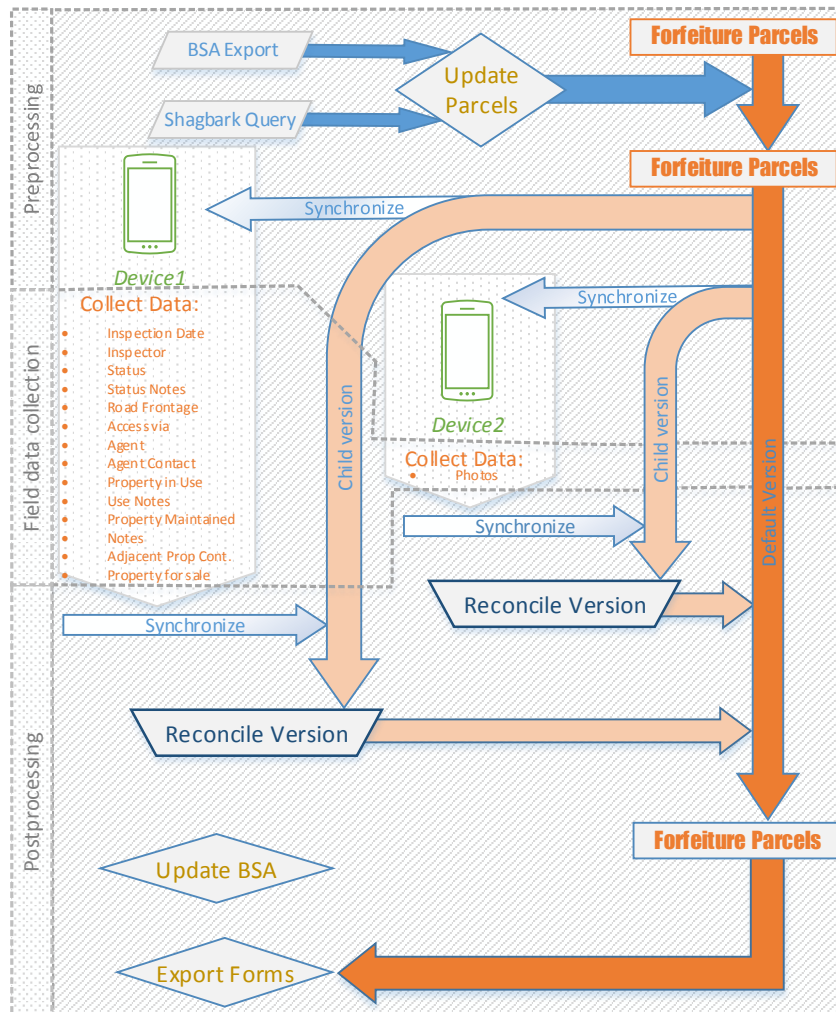 Preprocessing
BSA Export
Shagbark Query
Update
Parcels
Forfeiture Parcels
Forfeiture Parcels
Synchronize
Device1
Synchronize
Device2
Field data collection
Collect Data:
• Inspection Date
• Inspector
• Status
• Status Notes
• Road Frontage
• Access via
• Agent
• Agent Contact
• Property in Use
• Use Notes
• Property Maintained
• Notes
• Adjacent Prop Cont.
• Property for sale
Collect Data:
• Photos
Child version
Child version
Default Version
Synchronize
Synchronize
Reconcile Version
Reconcile Version
Postprocessing
Forfeiture Parcels
Update BSA
Export Forms